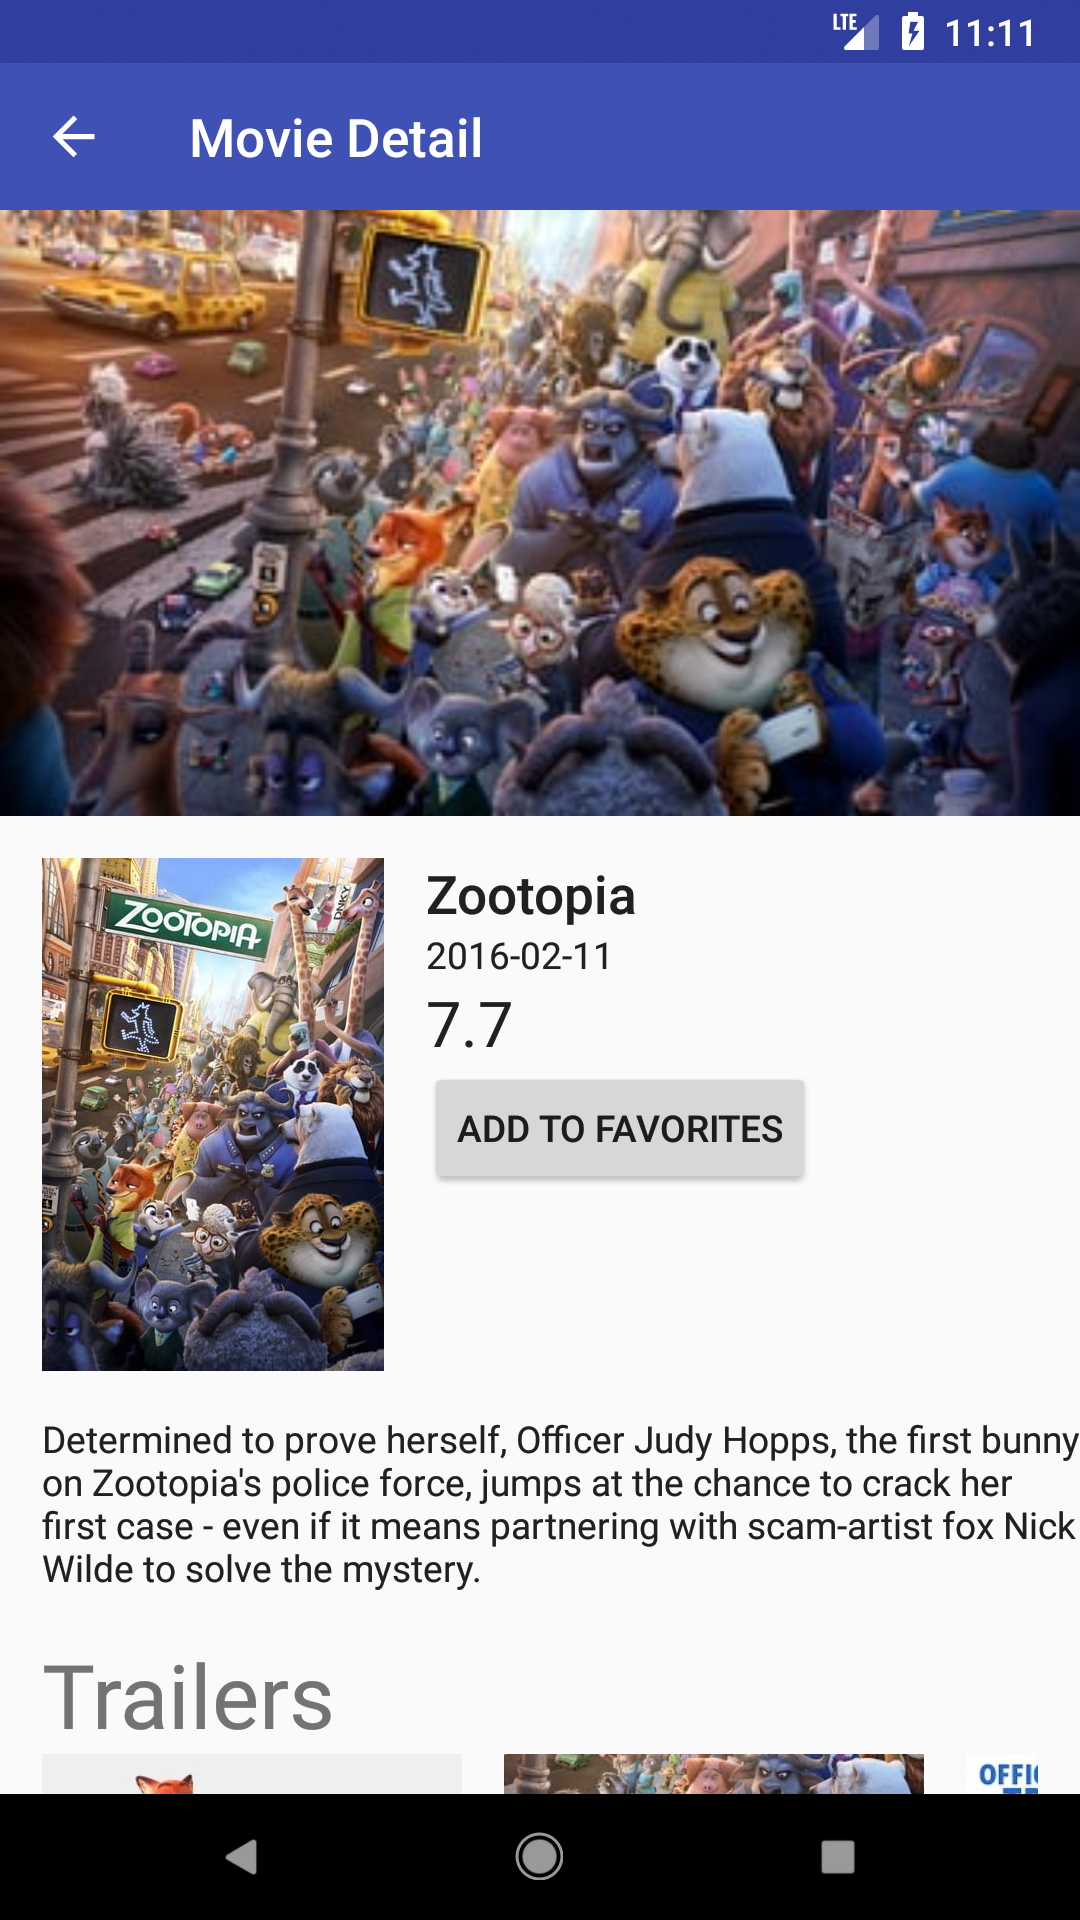 LTE 11:11
Movie Detail
ZOOTOPIA
Zootopia
2016-02-11
7.7
ADD TO FAVORITES
Determined to prove herself, Officer Judy Hopps, the first bunny
on Zootopia's police force, jumps at the chance to crack her
first case - even if it means partnering with scam-artist fox Nick
Wilde to solve the mystery.
Trailers